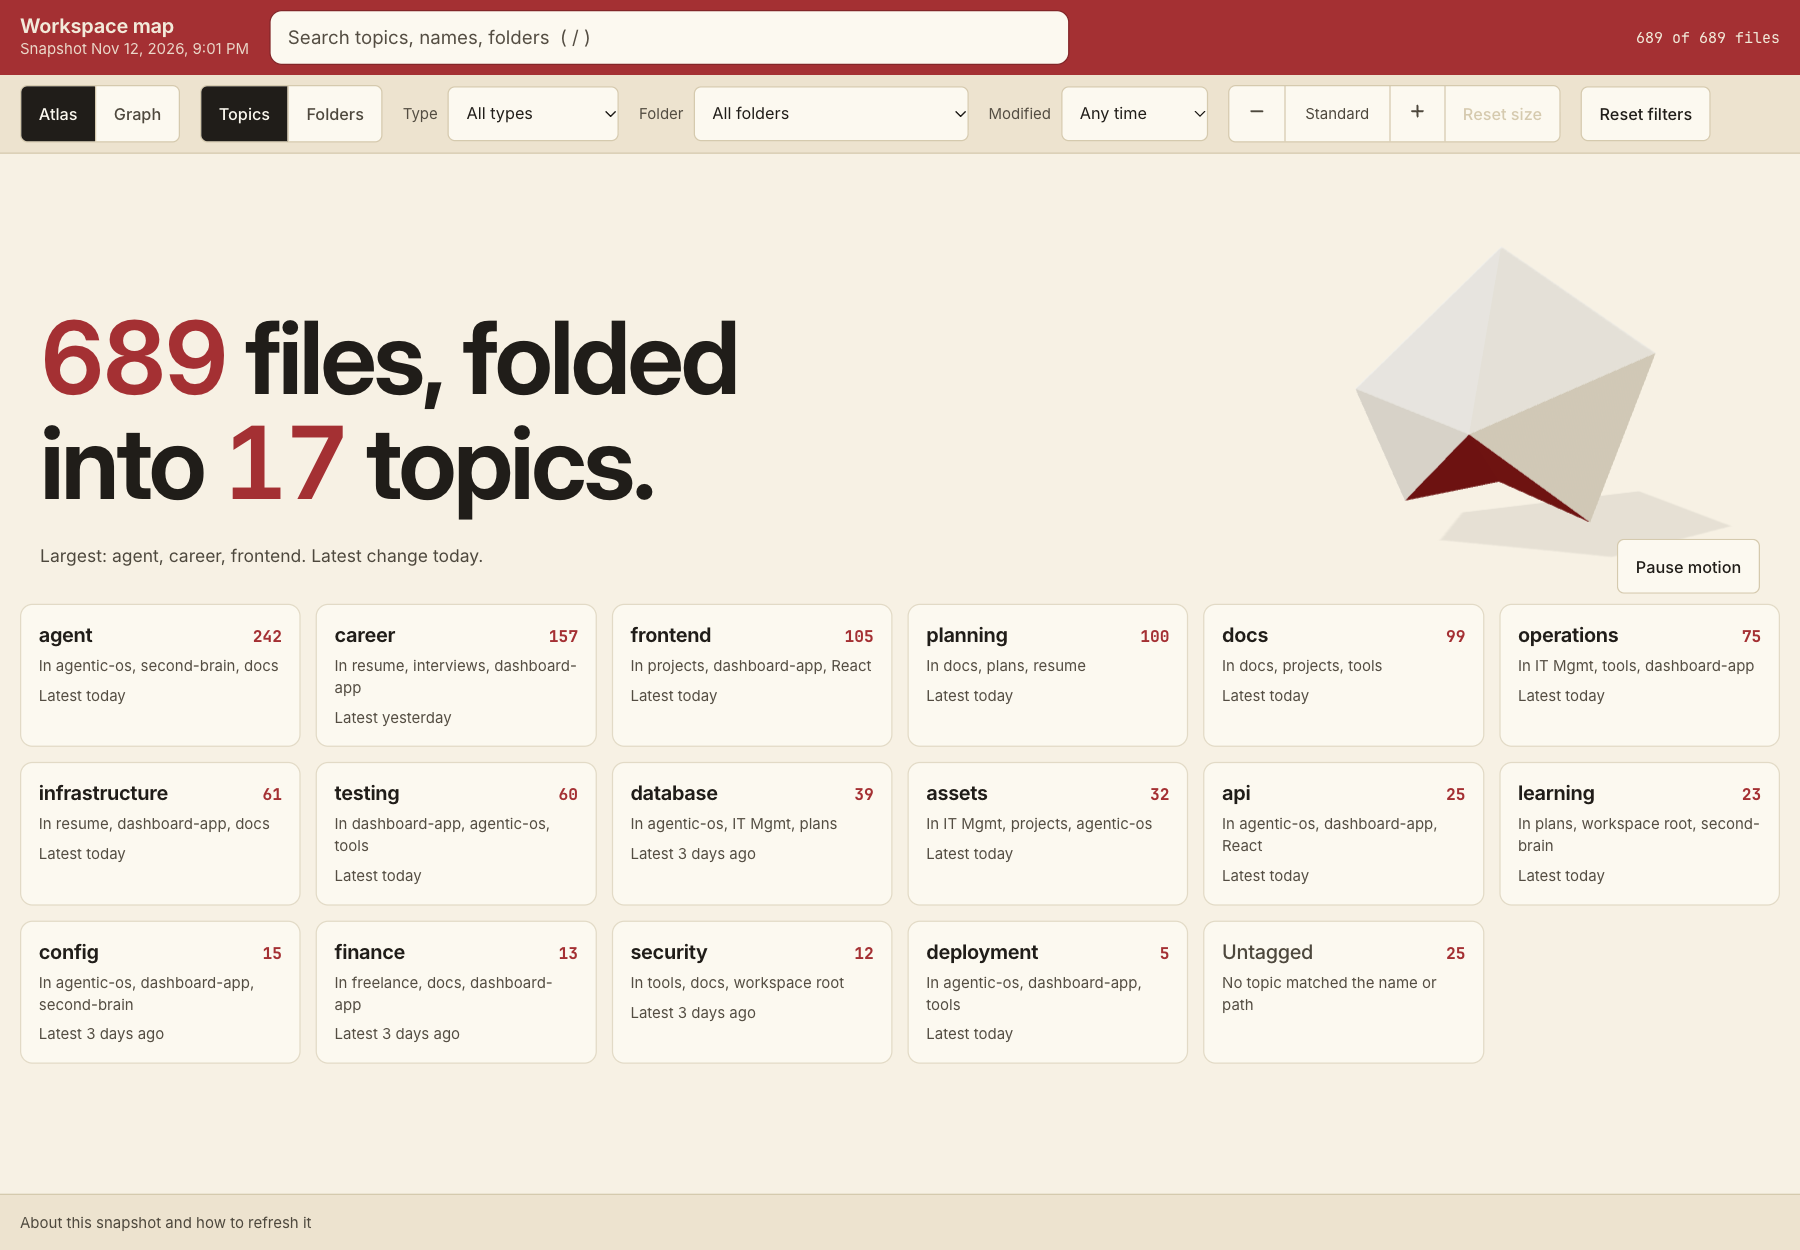 Workspace map
Snapshot Nov 12, 2026, 9:01 PM
Search topics, names, folders ( / )
689 of 689 files
Atlas
Graph
Topics
Folders
Type
All types
Folder
All folders
Modified
Any time
−
Standard
+
Reset size
Reset filters
689 files, folded
into 17 topics.
Largest: agent, career, frontend. Latest change today.
Pause motion
agent 242
In agentic-os, second-brain, docs
Latest today
career 157
In resume, interviews, dashboard-
app
Latest yesterday
frontend 105
In projects, dashboard-app, React
Latest today
planning 100
In docs, plans, resume
Latest today
docs 99
In docs, projects, tools
Latest today
operations 75
In IT Mgmt, tools, dashboard-app
Latest today
infrastructure 61
In resume, dashboard-app, docs
Latest today
testing 60
In dashboard-app, agentic-os,
tools
Latest today
database 39
In agentic-os, IT Mgmt, plans
Latest 3 days ago
assets 32
In IT Mgmt, projects, agentic-os
Latest today
api 25
In agentic-os, dashboard-app,
React
Latest today
learning 23
In plans, workspace root, second-
brain
Latest today
config 15
In agentic-os, dashboard-app,
second-brain
Latest 3 days ago
finance 13
In freelance, docs, dashboard-
app
Latest 3 days ago
security 12
In tools, docs, workspace root
Latest 3 days ago
deployment 5
In agentic-os, dashboard-app,
tools
Latest today
Untagged 25
No topic matched the name or
path
About this snapshot and how to refresh it